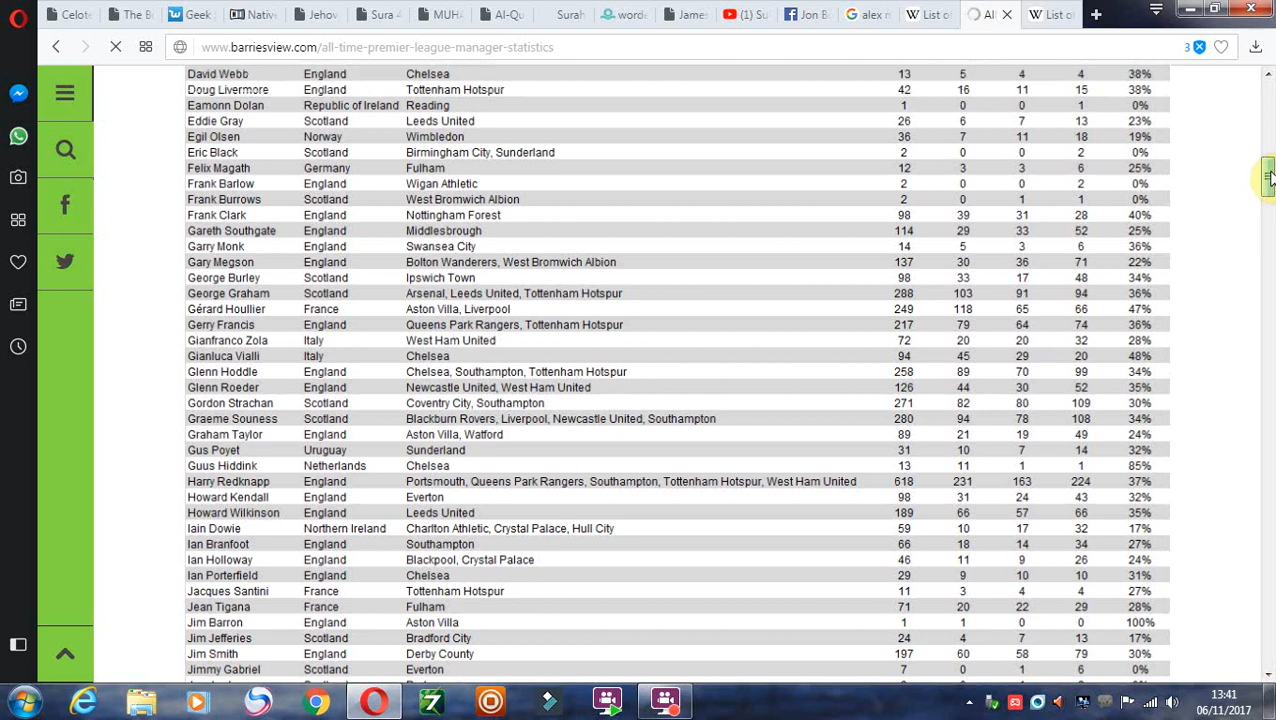 Celote
The B
Geek
Nativ
Jehov
Sura 4
MUH
Al-Qu
Surah
word
Jame
(1) Su
Jon B
alex
List o
Al
List o
www.barriesview.com/all-time-premier-league-manager-statistics
3
David Webb England Chelsea 13 5 4 4 38%
Doug Livermore England Tottenham Hotspur 42 16 11 15 38%
Eamonn Dolan Republic of Ireland Reading 1 0 0 1 0%
Eddie Gray Scotland Leeds United 26 6 7 13 23%
Egil Olsen Norway Wimbledon 36 7 11 18 19%
Eric Black Scotland Birmingham City, Sunderland 2 0 0 2 0%
Felix Magath Germany Fulham 12 3 3 6 25%
Frank Barlow England Wigan Athletic 2 0 0 2 0%
Frank Burrows England West Bromwich Albion 2 0 1 1 0%
Frank Clark England Nottingham Forest 98 39 31 28 40%
Gareth Southgate England Middlesbrough 114 29 33 52 25%
Garry Monk England Swansea City 14 5 3 6 36%
Gary Megson England Bolton Wanderers, West Bromwich Albion 137 30 36 71 22%
George Burley Scotland Ipswich Town 98 33 17 48 34%
George Graham Scotland Arsenal, Leeds United, Tottenham Hotspur 288 103 91 94 36%
Gérard Houllier France Aston Villa, Liverpool 249 118 65 66 47%
Gerry Francis England Queens Park Rangers, Tottenham Hotspur 217 79 64 74 36%
Gianfranco Zola Italy West Ham United 72 20 20 32 28%
Gianluca Vialli Italy Chelsea 94 45 29 20 48%
Glenn Hoddle England Chelsea, Southampton, Tottenham Hotspur 258 89 70 99 34%
Glenn Roeder England Newcastle United, West Ham United 126 44 30 52 35%
Gordon Strachan Scotland Coventry City, Southampton 271 82 80 109 30%
Graeme Souness Scotland Blackburn Rovers, Liverpool, Newcastle United, Southampton 280 94 78 108 34%
Graham Taylor England Aston Villa, Watford 89 21 19 49 24%
Gus Poyet Uruguay Sunderland 31 10 7 14 32%
Guus Hiddink Netherlands Chelsea 13 11 1 1 85%
Harry Redknapp England Portsmouth, Queens Park Rangers, Southampton, Tottenham Hotspur, West Ham United 618 231 163 224 37%
Howard Kendall England Everton 98 31 24 43 32%
Howard Wilkinson England Leeds United 189 66 57 66 35%
Iain Dowie Northern Ireland Charlton Athletic, Crystal Palace, Hull City 59 10 17 32 17%
Ian Branfoot England Southampton 66 18 14 34 27%
Ian Holloway England Blackpool, Crystal Palace 46 11 9 26 24%
Ian Porterfield England Chelsea 29 9 10 10 31%
Jacques Santini France Tottenham Hotspur 11 3 4 4 27%
Jean Tigana France Fulham 71 20 22 29 28%
Jim Barron England Aston Villa 1 1 0 0 100%
Jim Jefferies Scotland Bradford City 24 4 7 13 17%
Jim Smith England Derby County 197 60 58 79 30%
Jimmy Gabriel Scotland Everton 7 0 1 6 0%
13:41
06/11/2017